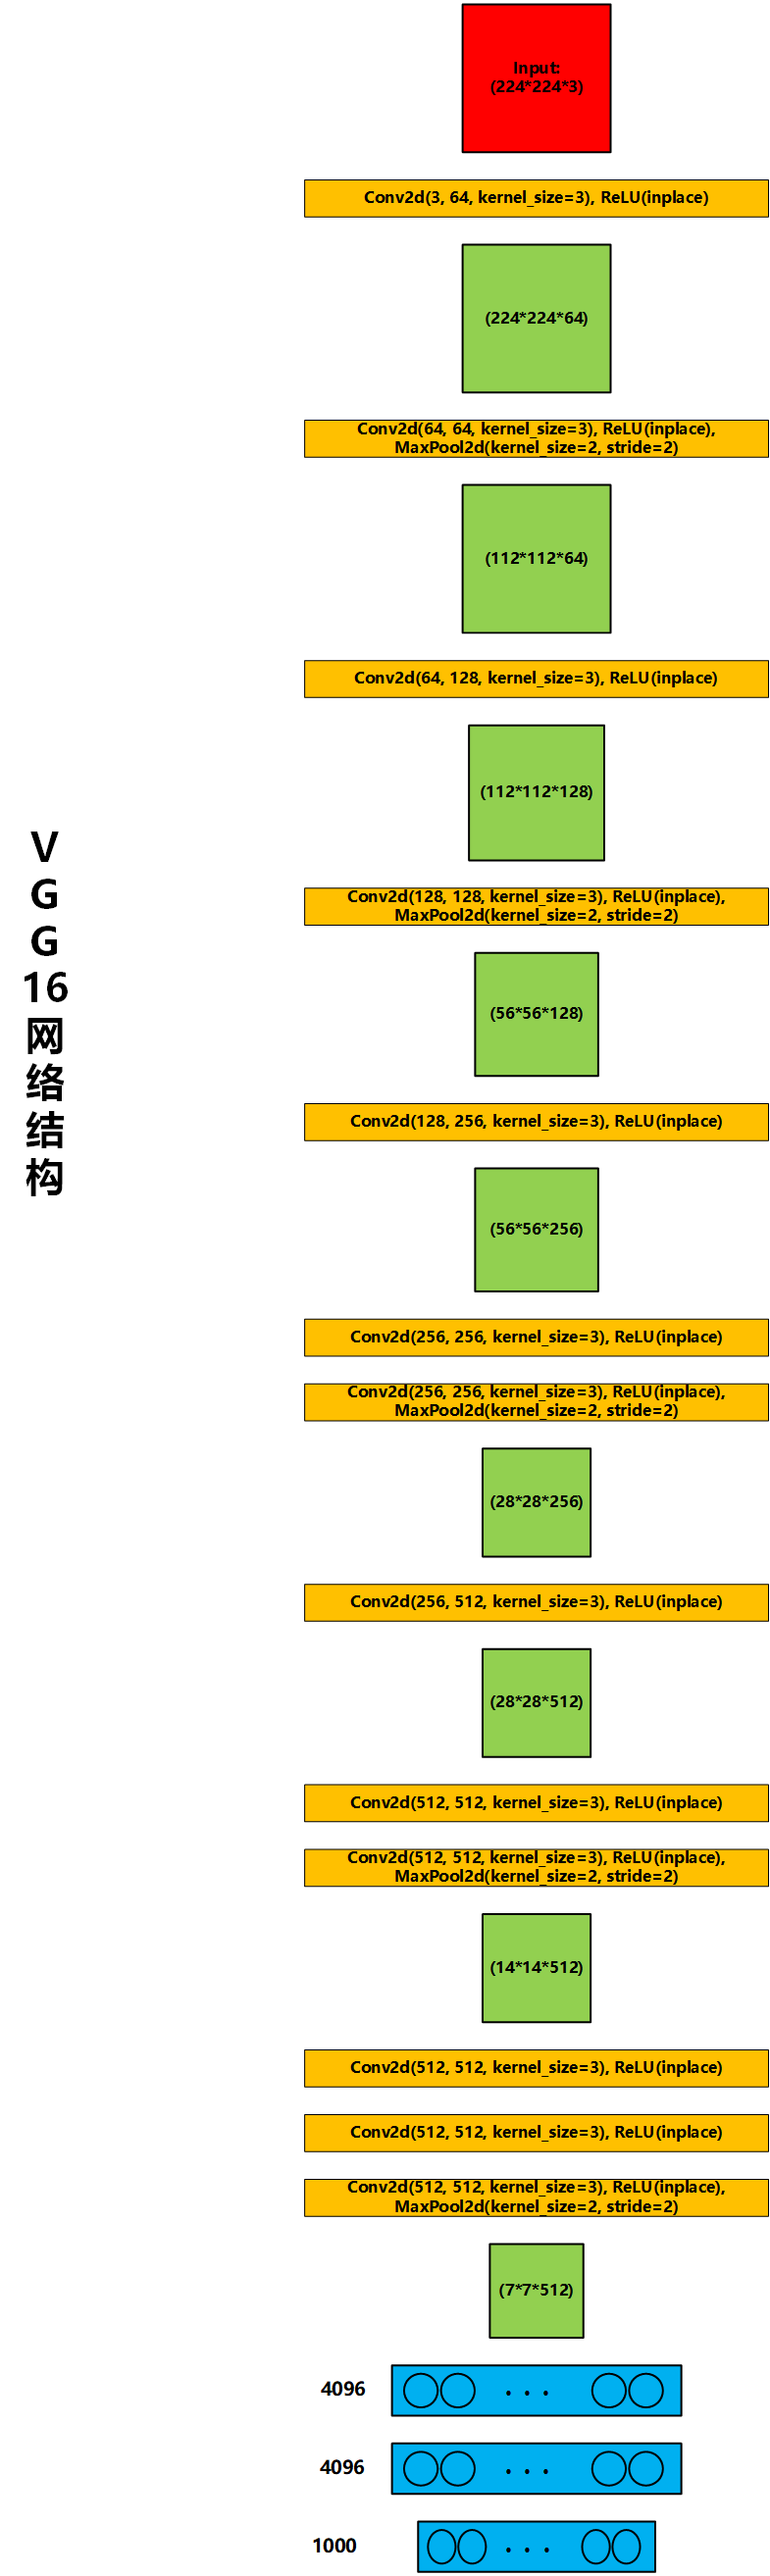 Input:
(224*224*3)
Conv2d(3, 64, kernel_size=3), ReLU(inplace)
(224*224*64)
Conv2d(64, 64, kernel_size=3), ReLU(inplace),
MaxPool2d(kernel_size=2, stride=2)
(112*112*64)
Conv2d(64, 128, kernel_size=3), ReLU(inplace)
(112*112*128)
Conv2d(128, 128, kernel_size=3), ReLU(inplace),
MaxPool2d(kernel_size=2, stride=2)
(56*56*128)
Conv2d(128, 256, kernel_size=3), ReLU(inplace)
(56*56*256)
Conv2d(256, 256, kernel_size=3), ReLU(inplace)
Conv2d(256, 256, kernel_size=3), ReLU(inplace),
MaxPool2d(kernel_size=2, stride=2)
(28*28*256)
Conv2d(256, 512, kernel_size=3), ReLU(inplace)
(28*28*512)
Conv2d(512, 512, kernel_size=3), ReLU(inplace)
Conv2d(512, 512, kernel_size=3), ReLU(inplace),
MaxPool2d(kernel_size=2, stride=2)
(14*14*512)
Conv2d(512, 512, kernel_size=3), ReLU(inplace)
Conv2d(512, 512, kernel_size=3), ReLU(inplace)
Conv2d(512, 512, kernel_size=3), ReLU(inplace),
MaxPool2d(kernel_size=2, stride=2)
(7*7*512)
4096
. . .
4096
. . .
1000
. . .
V
G
G
16
网
络
结
构